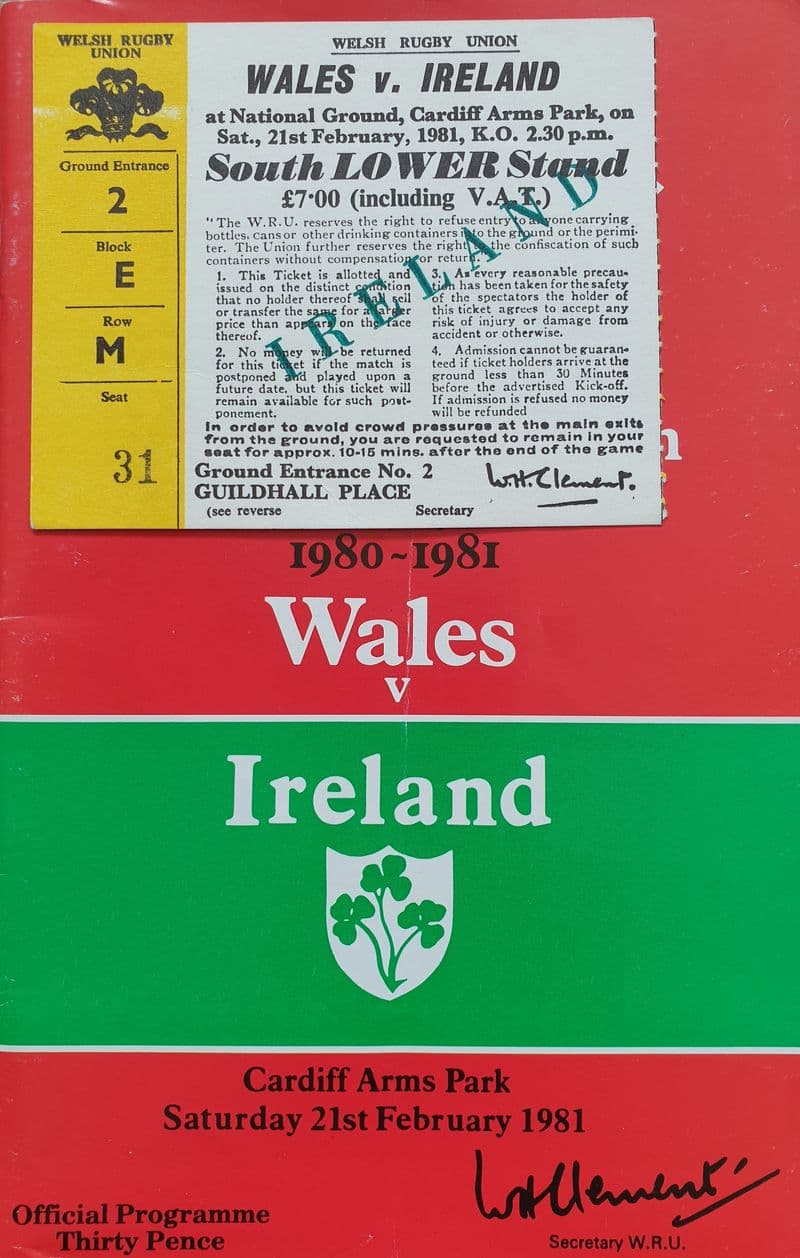 WELSH RUGBY
UNION
Ground Entrance
2
Block
E
Row
M
Seat
31
WELSH RUGBY UNION
WALES v. IRELAND
at National Ground, Cardiff Arms Park, on
Sat., 21st February, 1981, K.O. 2.30 p.m.
South LOWER Stand
£7·00 (including V.A.T.)
"The W.R.U. reserves the right to refuse entry to anyone carrying
bottles, cans or other drinking containers into the ground or the perimi-
ter. The Union further reserves the right to the confiscation of such
containers without compensation or return."
1. This Ticket is allotted and
issued on the distinct condition
that no holder thereof shall sell
or transfer the same for a larger
price than appears on the face
thereof.
2. No money will be returned
for this ticket if the match is
postponed and played upon a
future date, but this ticket will
remain available for such post-
ponement.
3. As every reasonable precau-
tion has been taken for the safety
of the spectators the holder of
this ticket agrees to accept any
risk of injury or damage from
accident or otherwise.
4. Admission cannot be guaran-
teed if ticket holders arrive at the
ground less than 30 Minutes
before the advertised Kick-off.
If admission is refused no money
will be refunded
IRELAND
In order to avoid crowd pressures at the main exits
from the ground, you are requested to remain in your
seat for approx. 10-15 mins. after the end of the game
Ground Entrance No. 2
GUILDHALL PLACE
(see reverse
W.H.Clement.
Secretary
1980~1981
Wales
v
Ireland
Cardiff Arms Park
Saturday 21st February 1981
WHClement
Official Programme
Thirty Pence
Secretary W.R.U.